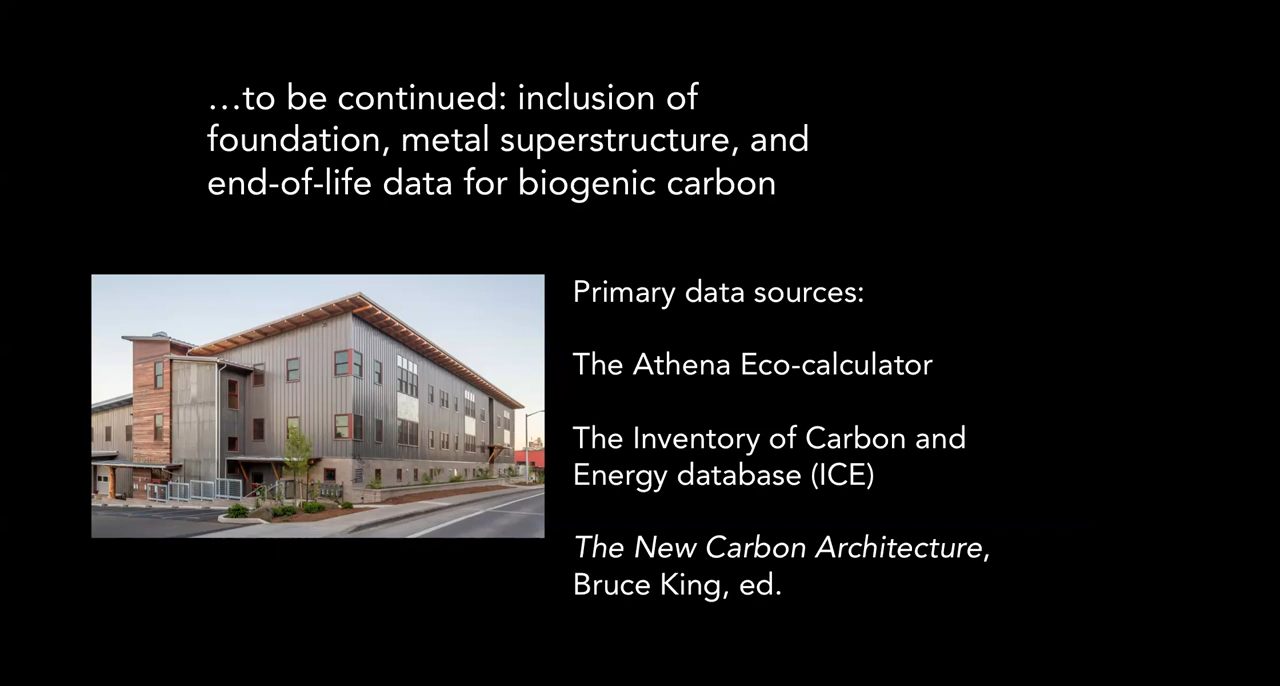 …to be continued: inclusion of
foundation, metal superstructure, and
end-of-life data for biogenic carbon
Primary data sources:
The Athena Eco-calculator
The Inventory of Carbon and
Energy database (ICE)
The New Carbon Architecture,
Bruce King, ed.